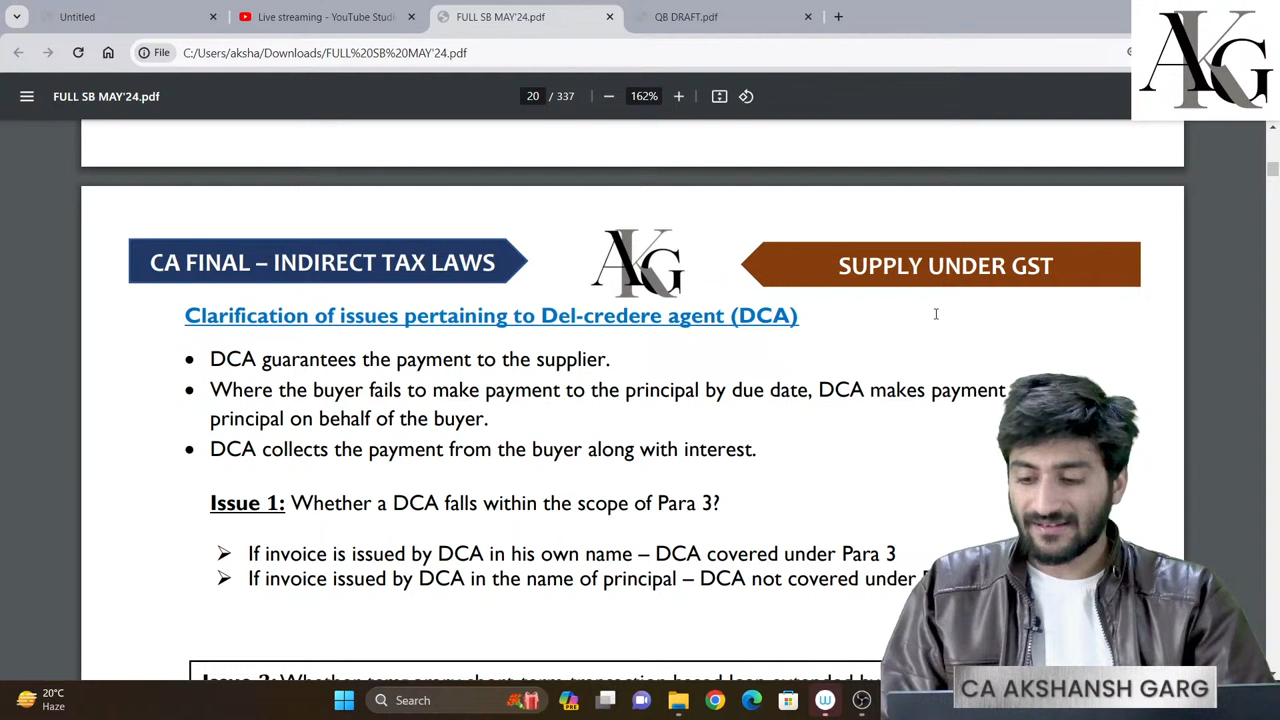 Untitled
Live streaming - YouTube Studi
FULL SB MAY'24.pdf
QB DRAFT.pdf
File
C:/Users/aksha/Downloads/FULL%20SB%20MAY'24.pdf
FULL SB MAY'24.pdf
20 / 337
162%
AKG
CA FINAL – INDIRECT TAX LAWS
AKG
SUPPLY UNDER GST
Clarification of issues pertaining to Del-credere agent (DCA)
• DCA guarantees the payment to the supplier.
• Where the buyer fails to make payment to the principal by due date, DCA makes payment
principal on behalf of the buyer.
• DCA collects the payment from the buyer along with interest.
Issue 1: Whether a DCA falls within the scope of Para 3?
➢ If invoice is issued by DCA in his own name – DCA covered under Para 3
➢ If invoice issued by DCA in the name of principal – DCA not covered under
CA AKSHANSH GARG
20°C
Haze
Search
PRE